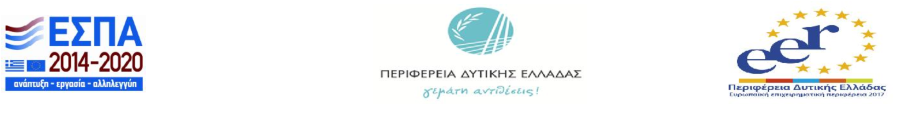 ΕΣΠΑ
2014-2020
ανάπτυξη - εργασία - αλληλεγγύη
ΠΕΡΙΦΕΡΕΙΑ ΔΥΤΙΚΗΣ ΕΛΛΑΔΑΣ
γεμάτη αντιθέσεις!
eer
Περιφέρεια Δυτικής Ελλάδας
Ευρωπαϊκή επιχειρηματική περιφέρεια 2017